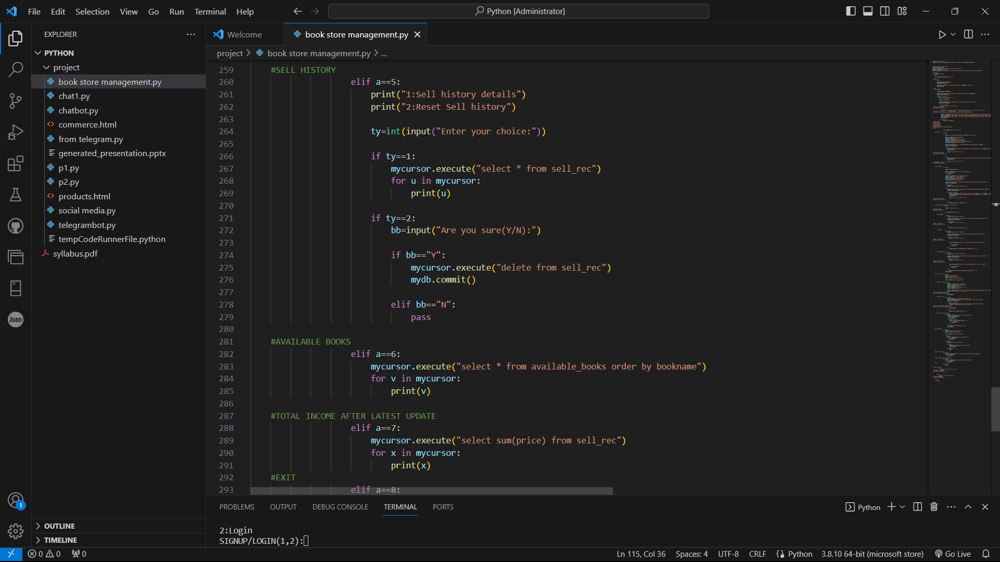 File Edit Selection View Go Run Terminal Help
Python [Administrator]
EXPLORER
PYTHON
project
book store management.py
chat1.py
chatbot.py
commerce.html
from telegram.py
generated_presentation.pptx
p1.py
p2.py
products.html
social media.py
telegrambot.py
tempCodeRunnerFile.python
syllabus.pdf
OUTLINE
TIMELINE
Json
1
Welcome
book store management.py
project > book store management.py > ...
259 #SELL HISTORY
260 elif a==5:
261 print("1:Sell history details")
262 print("2:Reset Sell history")
263
264 ty=int(input("Enter your choice:"))
265
266 if ty==1:
267 mycursor.execute("select * from sell_rec")
268 for u in mycursor:
269 print(u)
270
271 if ty==2:
272 bb=input("Are you sure(Y/N):")
273
274 if bb=="Y":
275 mycursor.execute("delete from sell_rec")
276 mydb.commit()
277
278 elif bb=="N":
279 pass
280
281 #AVAILABLE BOOKS
282 elif a==6:
283 mycursor.execute("select * from available_books order by bookname")
284 for v in mycursor:
285 print(v)
286
287 #TOTAL INCOME AFTER LATEST UPDATE
288 elif a==7:
289 mycursor.execute("select sum(price) from sell_rec")
290 for x in mycursor:
291 print(x)
292 #EXIT
293 elif a==8:
PROBLEMS OUTPUT DEBUG CONSOLE TERMINAL PORTS
Python
2:Login
SIGNUP/LOGIN(1,2):
0 0 0
Ln 115, Col 36 Spaces: 4 UTF-8 CRLF Python 3.8.10 64-bit (microsoft store) Go Live